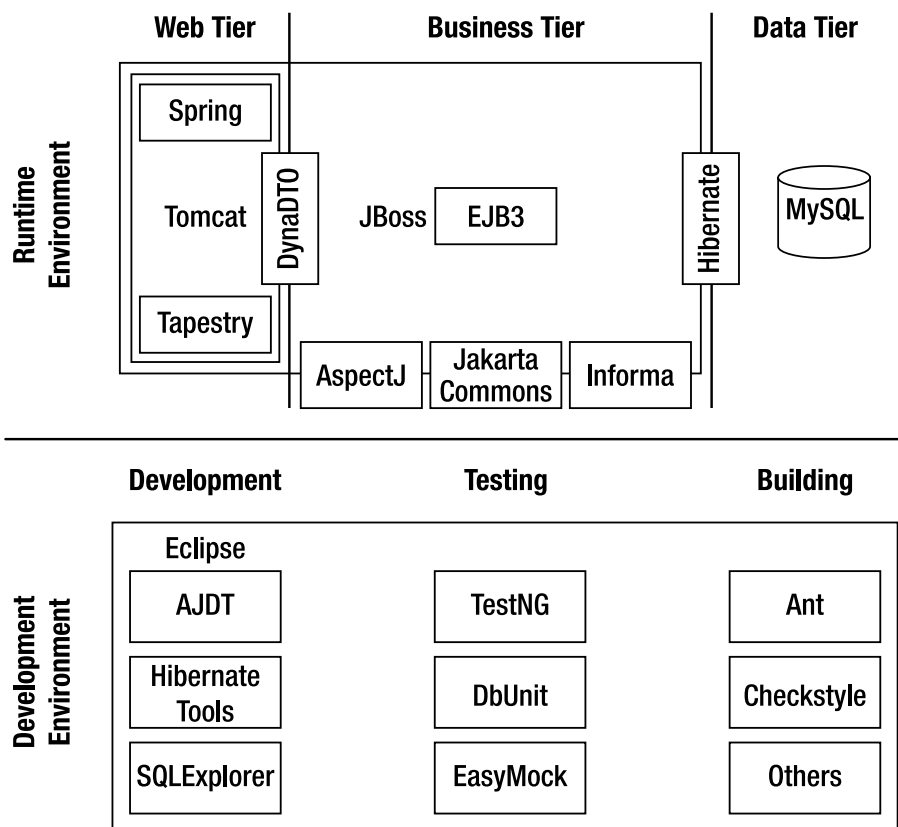 Web Tier
Business Tier
Data Tier
Runtime
Environment
Spring
Tomcat
DynaDTO
JBoss
EJB3
Hibernate
MySQL
Tapestry
AspectJ
Jakarta
Commons
Informa
Development
Testing
Building
Development
Environment
Eclipse
AJDT
TestNG
Ant
Hibernate
Tools
DbUnit
Checkstyle
SQLExplorer
EasyMock
Others